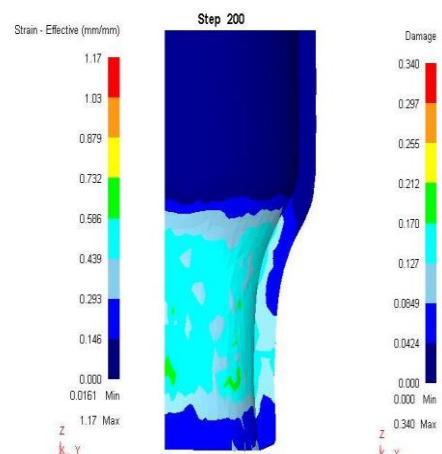 Step 200
Strain - Effective (mm/mm)
1.17
1.03
0.879
0.732
0.586
0.439
0.293
0.146
0.000
0.0161 Min
1.17 Max
Z
Y
Damage
0.340
0.297
0.255
0.212
0.170
0.127
0.0849
0.0424
0.000
0.000 Min
0.340 Max
Z
Y